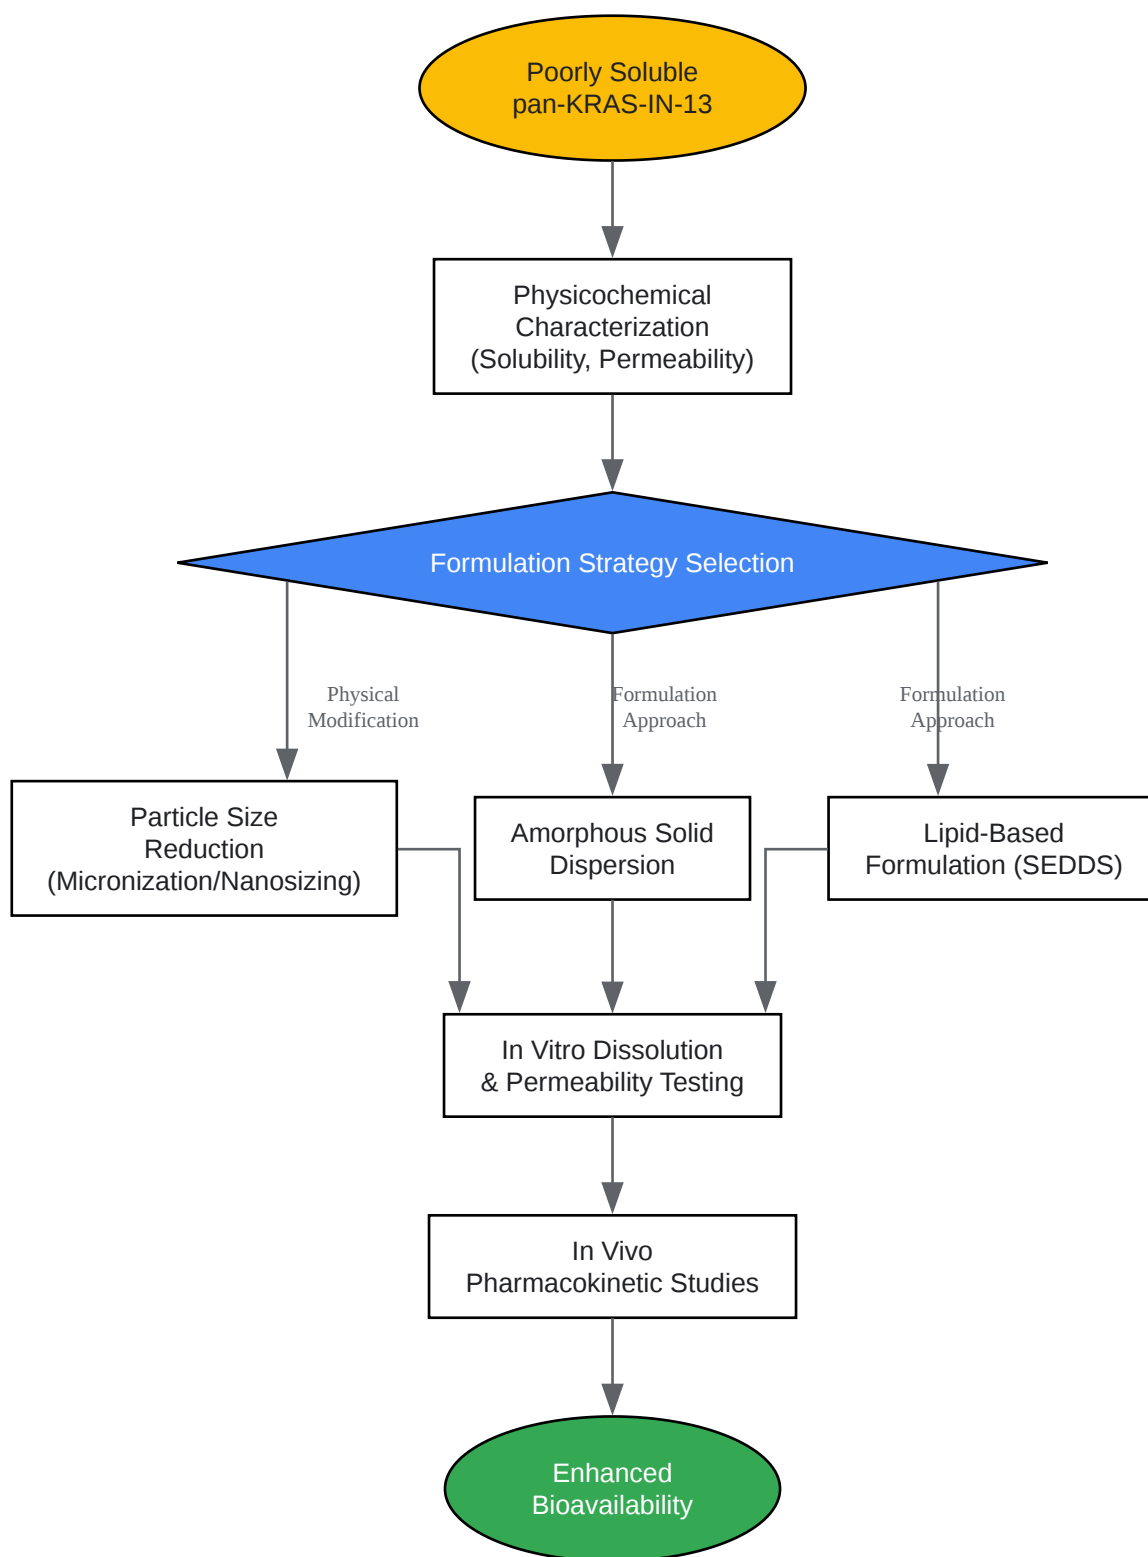 Poorly Soluble
pan-KRAS-IN-13
Physicochemical
Characterization
(Solubility, Permeability)
Formulation Strategy Selection
Physical
Modification
Formulation
Approach
Formulation
Approach
Particle Size
Reduction
(Micronization/Nanosizing)
Amorphous Solid
Dispersion
Lipid-Based
Formulation (SEDDS)
In Vitro Dissolution
& Permeability Testing
In Vivo
Pharmacokinetic Studies
Enhanced
Bioavailability